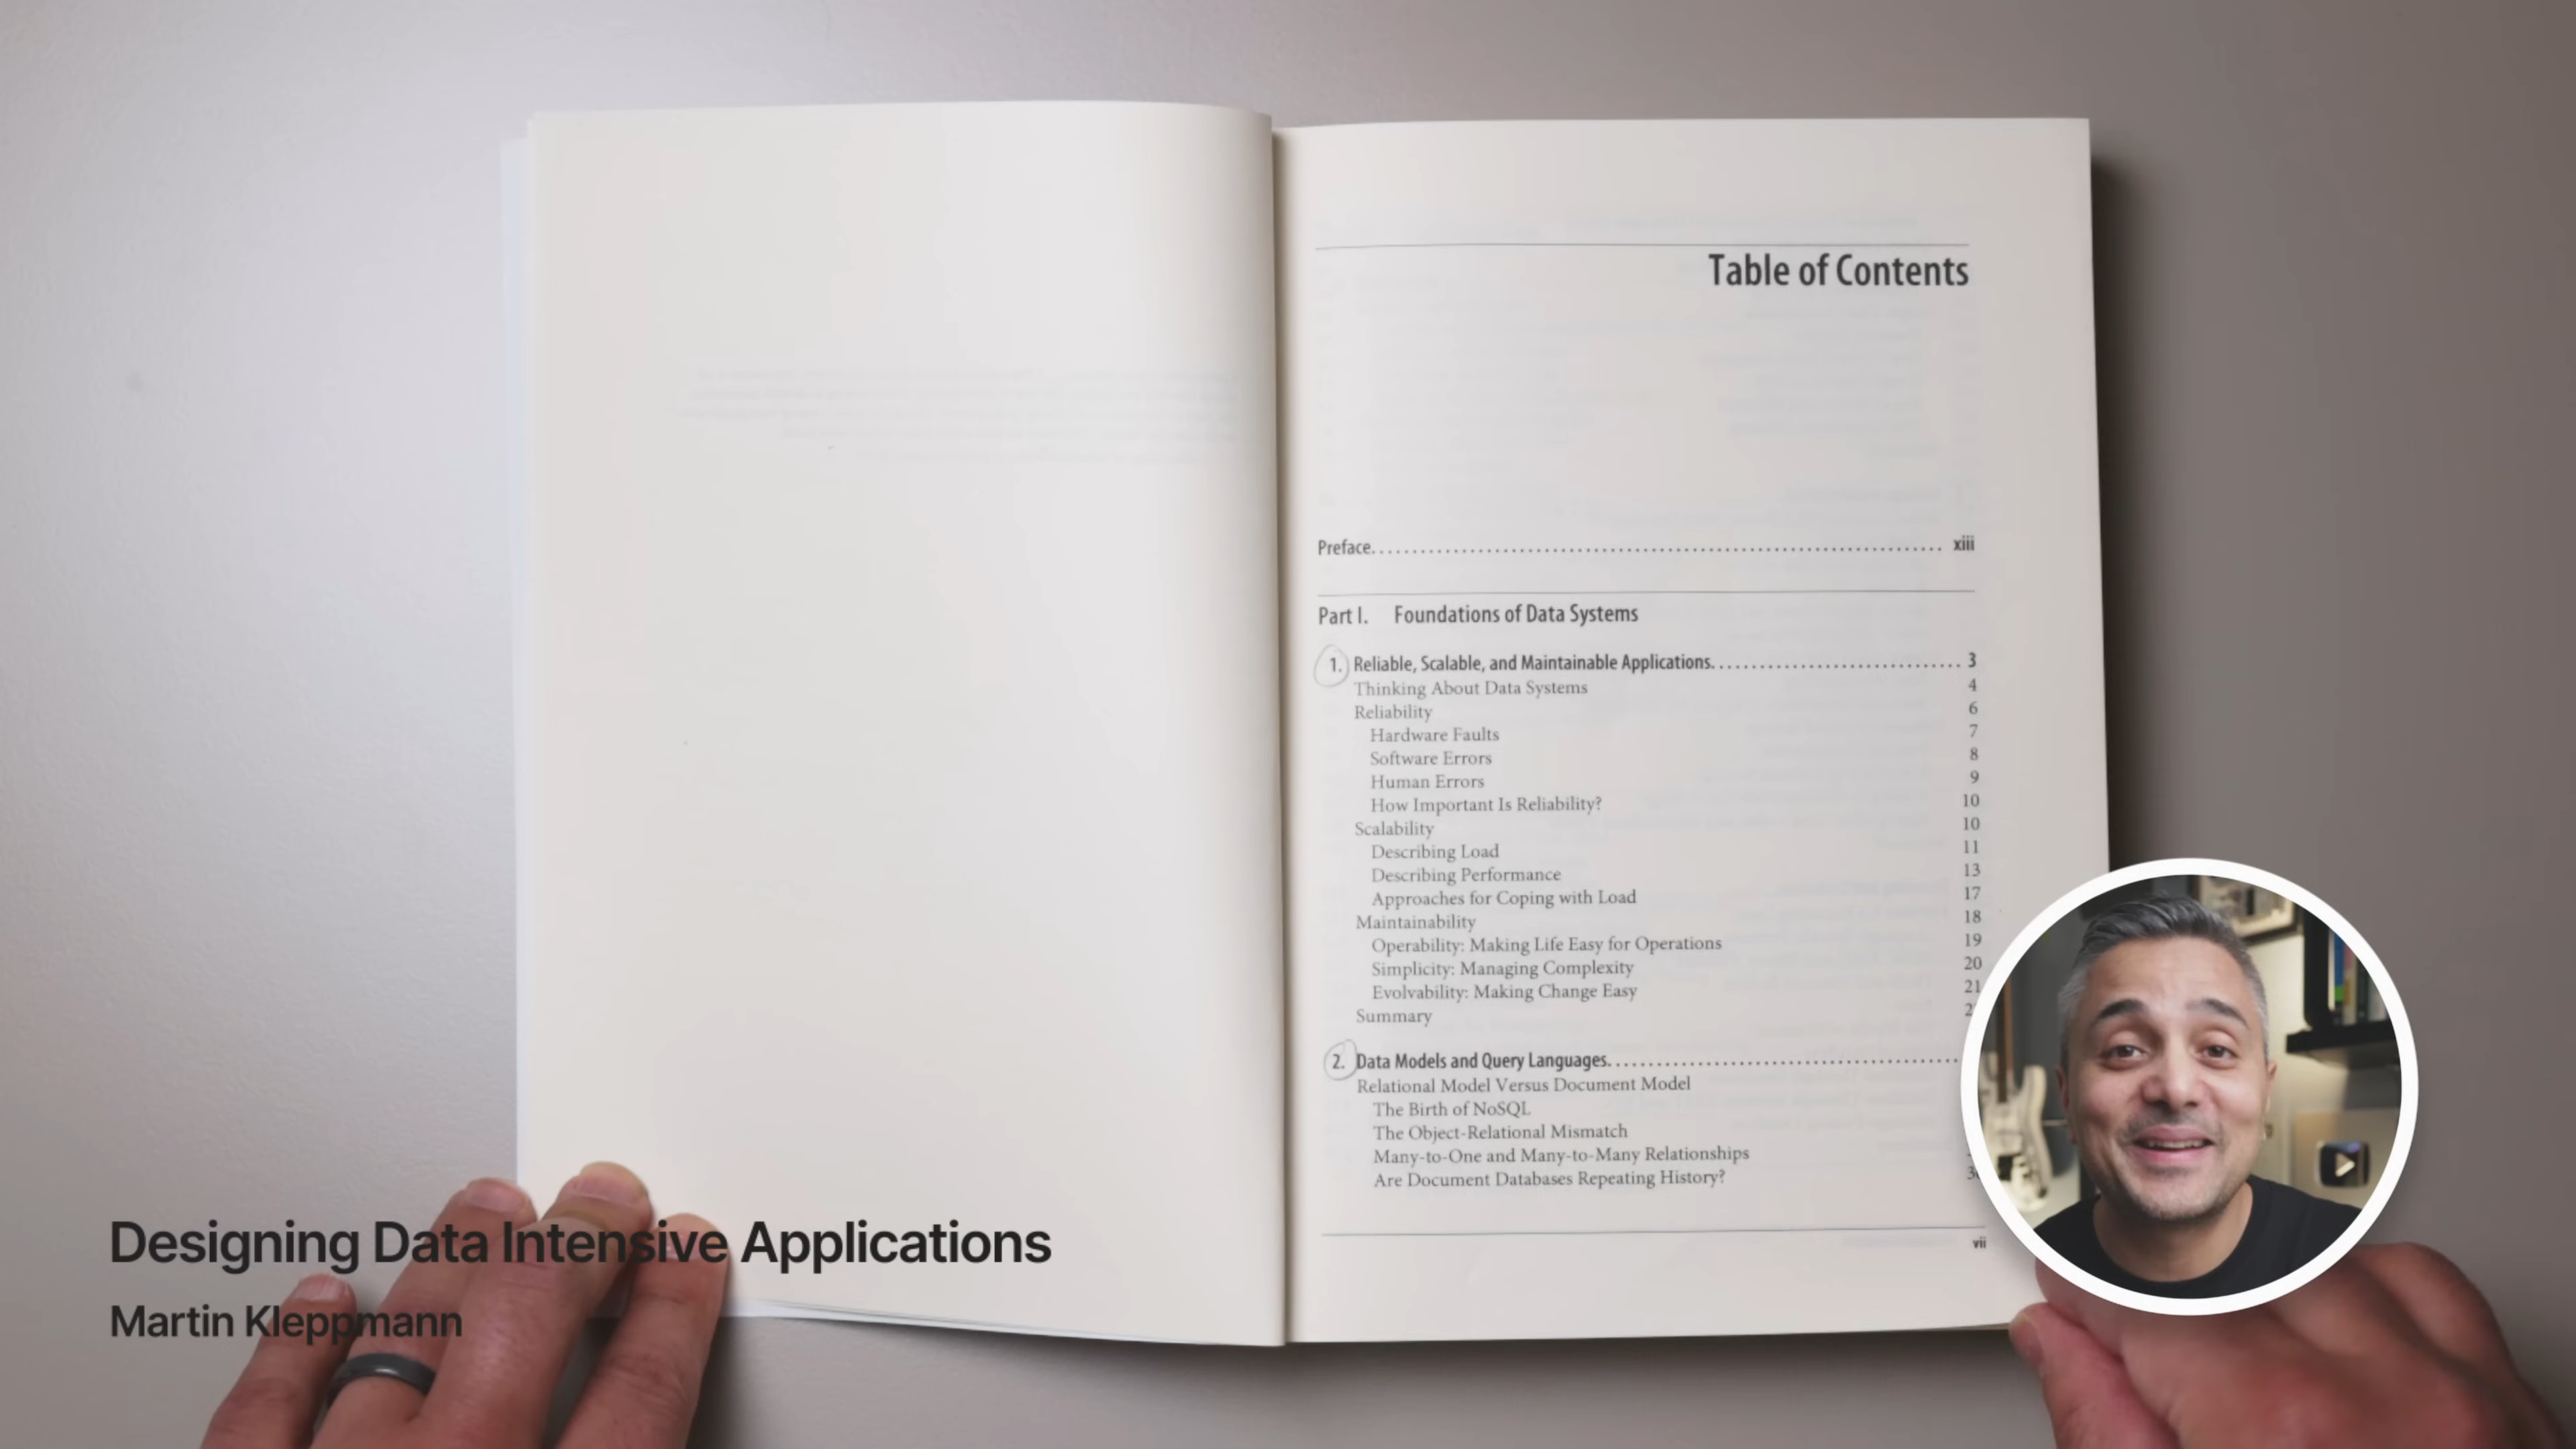 Table of Contents
Preface. xiii
Part I. Foundations of Data Systems
1. Reliable, Scalable, and Maintainable Applications. 3
Thinking About Data Systems 4
Reliability 6
Hardware Faults 7
Software Errors 8
Human Errors 9
How Important Is Reliability? 10
Scalability 10
Describing Load 11
Describing Performance 13
Approaches for Coping with Load 17
Maintainability 18
Operability: Making Life Easy for Operations 19
Simplicity: Managing Complexity 20
Evolvability: Making Change Easy 21
Summary
2. Data Models and Query Languages.
Relational Model Versus Document Model
The Birth of NoSQL
The Object-Relational Mismatch
Many-to-One and Many-to-Many Relationships
Are Document Databases Repeating History?
vii
Designing Data Intensive Applications
Martin Kleppmann